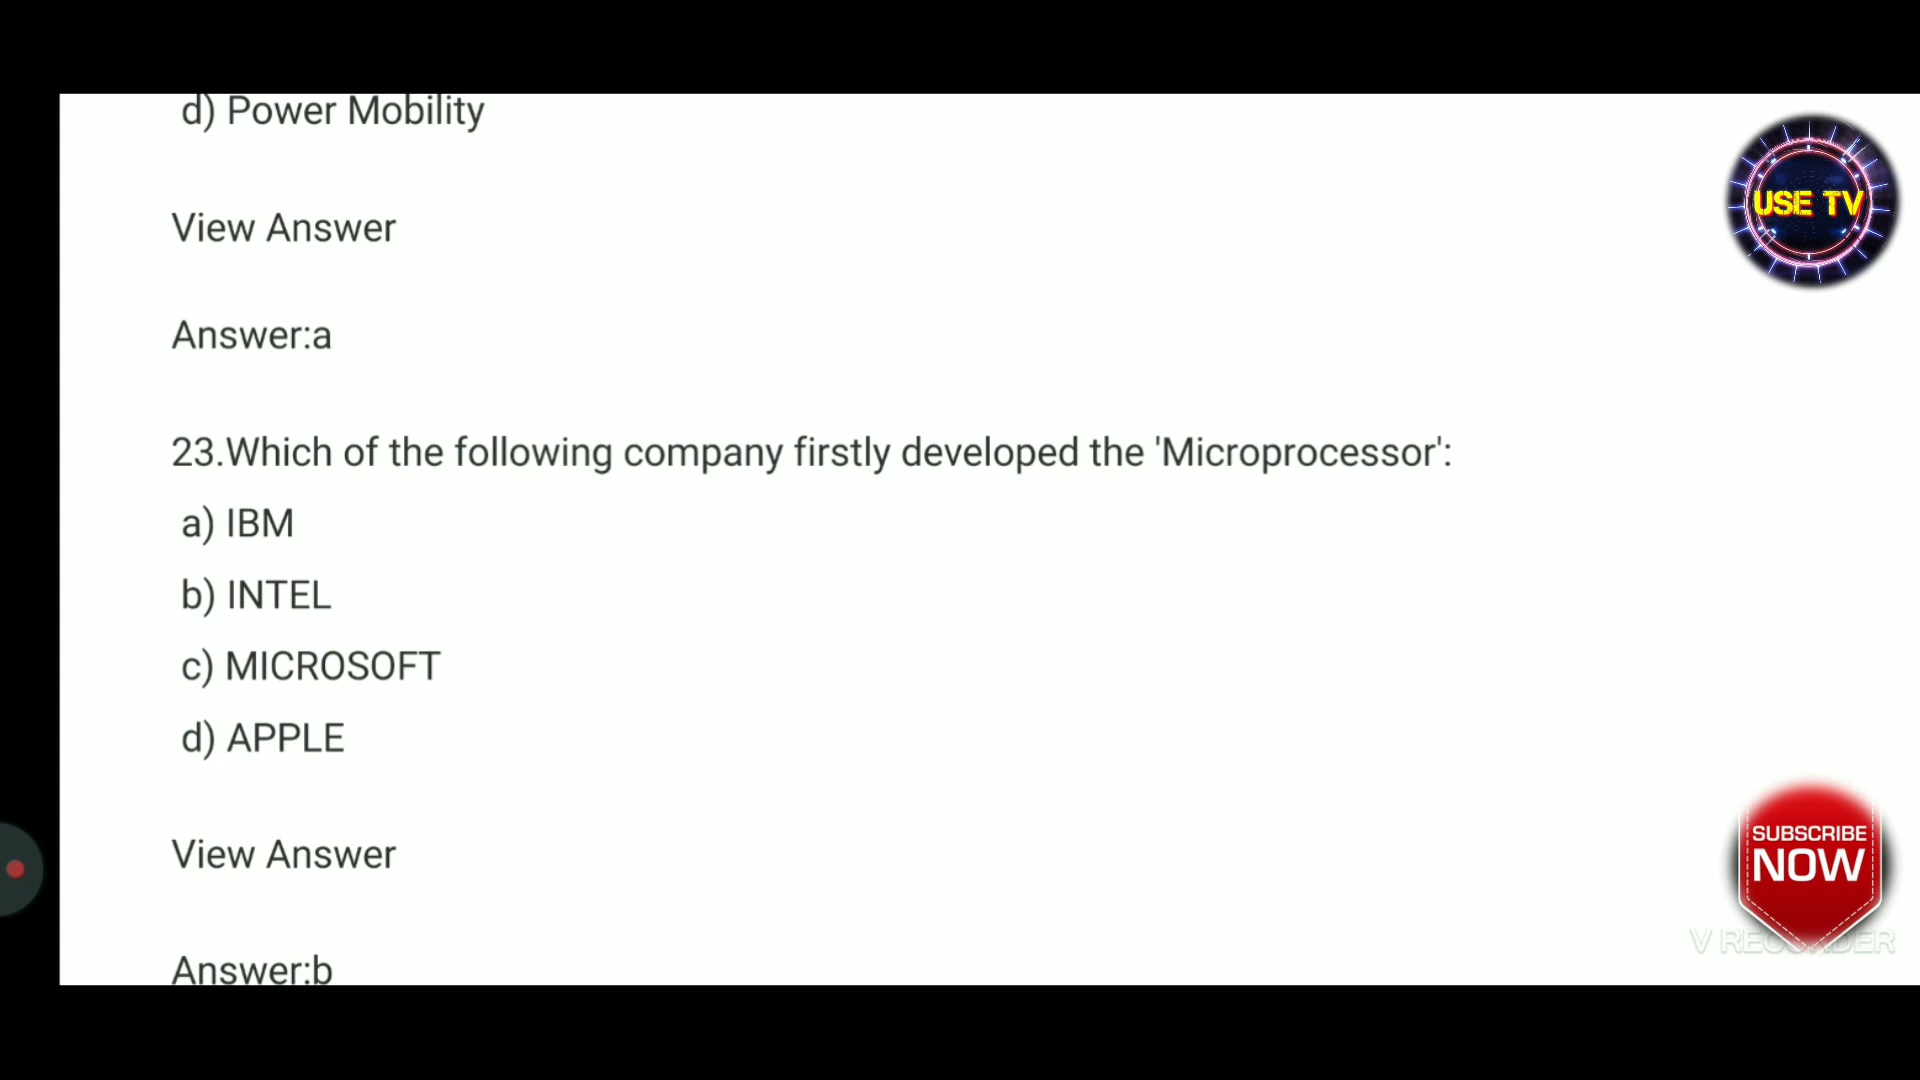 d) Power Mobility
USE TV
View Answer
Answer:a
23.Which of the following company firstly developed the 'Microprocessor':
a) IBM
b) INTEL
c) MICROSOFT
d) APPLE
View Answer
SUBSCRIBE
NOW
V RECORDER
Answer:b